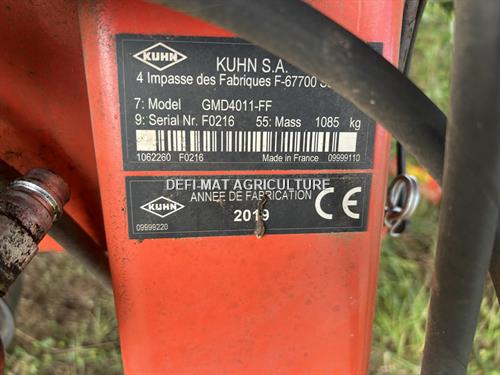 KUHN
KUHN S.A.
4 Impasse des Fabriques F-67700
7: Model GMD4011-FF
9: Serial Nr. F0216 55: Mass 1085 kg
1062260 F0216 Made in France 09999110
DEFI-MAT AGRICULTURE
KUHN
ANNEE DE FABRICATION
2019
CE
09999220